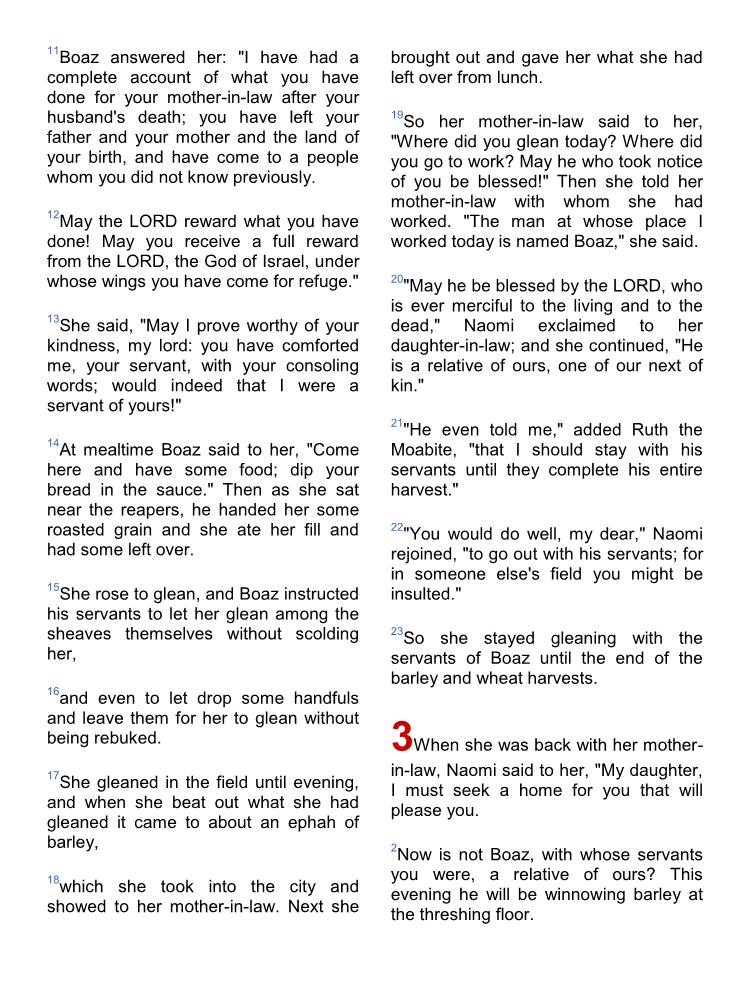 11Boaz answered her: "I have had a
complete account of what you have
done for your mother-in-law after your
husband's death; you have left your
father and your mother and the land of
your birth, and have come to a people
whom you did not know previously.
12May the LORD reward what you have
done! May you receive a full reward
from the LORD, the God of Israel, under
whose wings you have come for refuge."
13She said, "May I prove worthy of your
kindness, my lord: you have comforted
me, your servant, with your consoling
words; would indeed that I were a
servant of yours!"
14At mealtime Boaz said to her, "Come
here and have some food; dip your
bread in the sauce." Then as she sat
near the reapers, he handed her some
roasted grain and she ate her fill and
had some left over.
15She rose to glean, and Boaz instructed
his servants to let her glean among the
sheaves themselves without scolding
her,
16and even to let drop some handfuls
and leave them for her to glean without
being rebuked.
17She gleaned in the field until evening,
and when she beat out what she had
gleaned it came to about an ephah of
barley,
18which she took into the city and
showed to her mother-in-law. Next she
brought out and gave her what she had
left over from lunch.
19So her mother-in-law said to her,
"Where did you glean today? Where did
you go to work? May he who took notice
of you be blessed!" Then she told her
mother-in-law with whom she had
worked. "The man at whose place I
worked today is named Boaz," she said.
20"May he be blessed by the LORD, who
is ever merciful to the living and to the
dead," Naomi exclaimed to her
daughter-in-law; and she continued, "He
is a relative of ours, one of our next of
kin."
21"He even told me," added Ruth the
Moabite, "that I should stay with his
servants until they complete his entire
harvest."
22"You would do well, my dear," Naomi
rejoined, "to go out with his servants; for
in someone else's field you might be
insulted."
23So she stayed gleaning with the
servants of Boaz until the end of the
barley and wheat harvests.
3When she was back with her mother-
in-law, Naomi said to her, "My daughter,
I must seek a home for you that will
please you.
2Now is not Boaz, with whose servants
you were, a relative of ours? This
evening he will be winnowing barley at
the threshing floor.